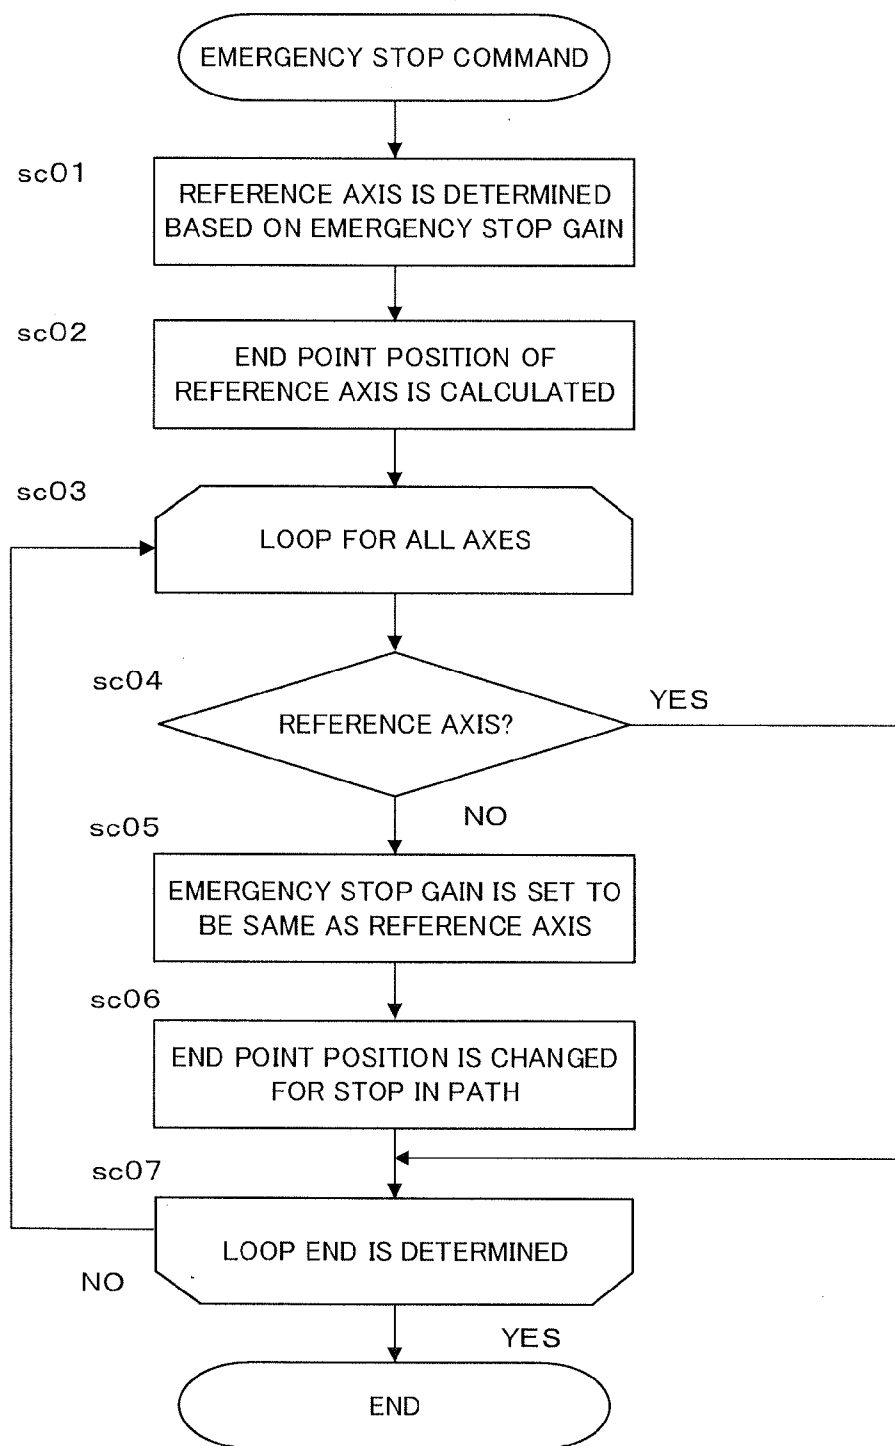 EMERGENCY STOP COMMAND
sc01
REFERENCE AXIS IS DETERMINED
BASED ON EMERGENCY STOP GAIN
sc02
END POINT POSITION OF
REFERENCE AXIS IS CALCULATED
sc03
LOOP FOR ALL AXES
sc04
REFERENCE AXIS?
YES
NO
sc05
EMERGENCY STOP GAIN IS SET TO
BE SAME AS REFERENCE AXIS
sc06
END POINT POSITION IS CHANGED
FOR STOP IN PATH
sc07
LOOP END IS DETERMINED
NO
YES
END